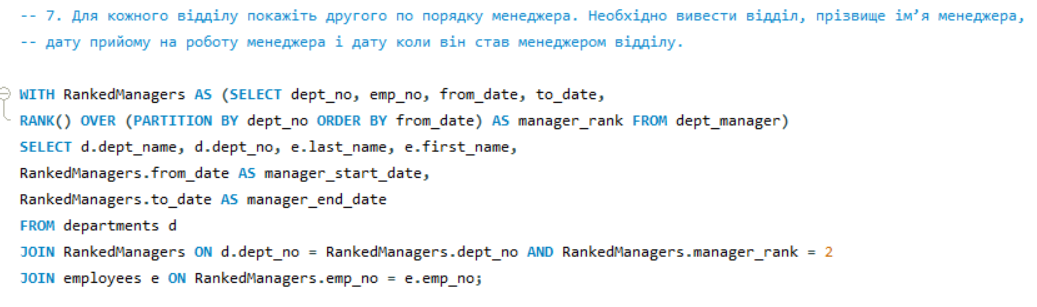 -- 7. Для кожного відділу покажіть другого по порядку менеджера. Необхідно вивести відділ, прізвище ім’я менеджера,
-- дату прийому на роботу менеджера і дату коли він став менеджером відділу.
WITH RankedManagers AS (SELECT dept_no, emp_no, from_date, to_date,
RANK() OVER (PARTITION BY dept_no ORDER BY from_date) AS manager_rank FROM dept_manager)
SELECT d.dept_name, d.dept_no, e.last_name, e.first_name,
RankedManagers.from_date AS manager_start_date,
RankedManagers.to_date AS manager_end_date
FROM departments d
JOIN RankedManagers ON d.dept_no = RankedManagers.dept_no AND RankedManagers.manager_rank = 2
JOIN employees e ON RankedManagers.emp_no = e.emp_no;